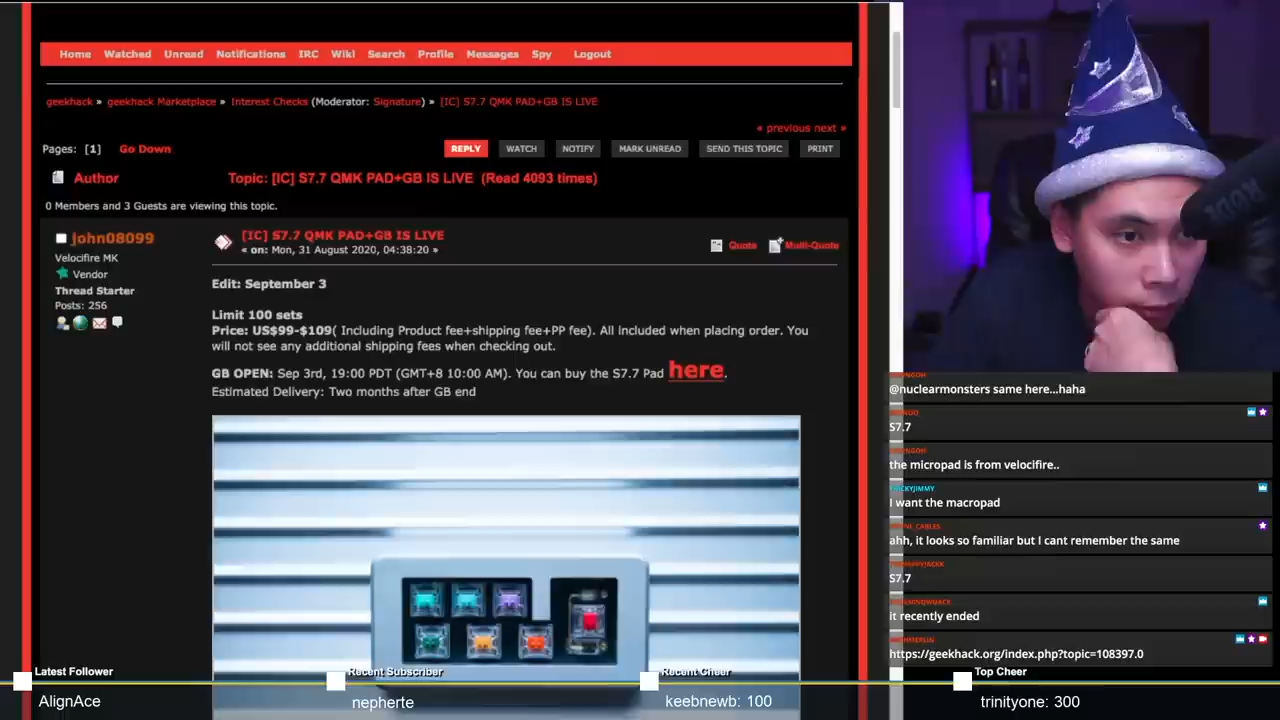 Home Watched Unread Notifications IRC Wiki Search Profile Messages Spy Logout
geekhack » geekhack Marketplace » Interest Checks (Moderator: Signature) » [IC] S7.7 QMK PAD+GB IS LIVE
« previous next »
Pages: [1] Go Down
REPLY WATCH NOTIFY MARK UNREAD SEND THIS TOPIC PRINT
Author Topic: [IC] S7.7 QMK PAD+GB IS LIVE (Read 4093 times)
0 Members and 3 Guests are viewing this topic.
john08099
Velocifire MK
Vendor
Thread Starter
Posts: 256
[IC] S7.7 QMK PAD+GB IS LIVE
« on: Mon, 31 August 2020, 04:38:20 »
Quote Multi-Quote
Edit: September 3
Limit 100 sets
Price: US$99-$109( Including Product fee+shipping fee+PP fee). All included when placing order. You
will not see any additional shipping fees when checking out.
GB OPEN: Sep 3rd, 19:00 PDT (GMT+8 10:00 AM). You can buy the S7.7 Pad here.
Estimated Delivery: Two months after GB end
RODE
@nuclearmonsters same here...haha
S7.7
the micropad is from velocifire..
I want the macropad
ahh, it looks so familiar but I cant remember the same
S7.7
it recently ended
https://geekhack.org/index.php?topic=108397.0
Latest Follower
AlignAce
Recent Subscriber
nepherte
Recent Cheer
keebnewb: 100
Top Cheer
trinityone: 300